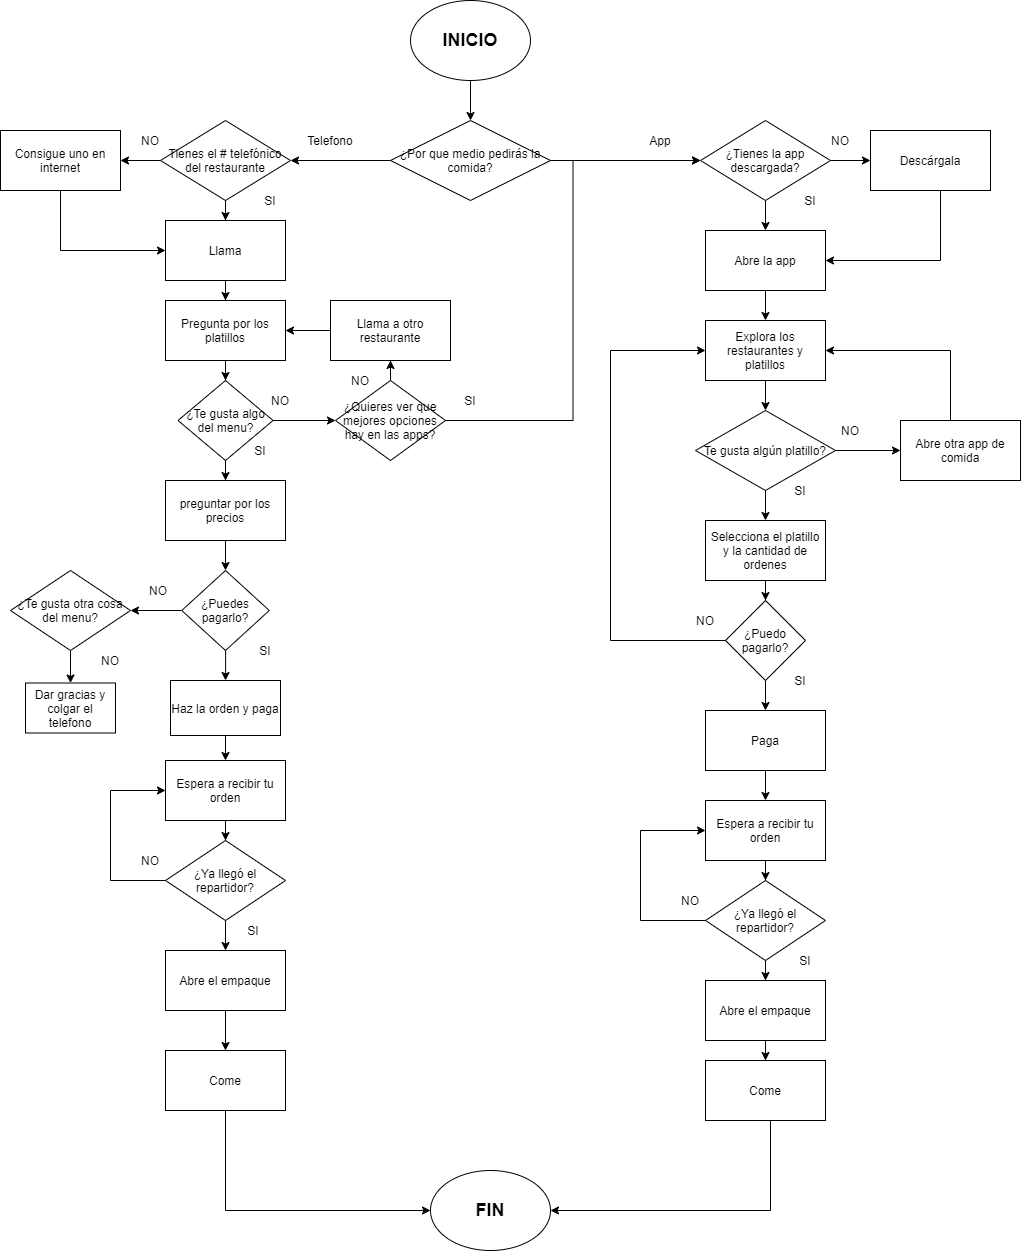 INICIO
Telefono
App
NO
NO
Consigue uno en
internet
Tienes el # telefónico
del restaurante
¿Por que medio pedirás la
comida?
¿Tienes la app
descargada?
Descárgala
SI
SI
Llama
Abre la app
Pregunta por los
platillos
Llama a otro
restaurante
Explora los
restaurantes y
platillos
NO
NO
SI
¿Te gusta algo
del menu?
¿Quieres ver que
mejores opciones
hay en las apps?
NO
SI
Te gusta algún platillo?
Abre otra app de
comida
SI
preguntar por los
precios
Selecciona el platillo
y la cantidad de
ordenes
NO
¿Te gusta otra cosa
del menu?
¿Puedes
pagarlo?
NO
¿Puedo
pagarlo?
NO
SI
SI
Dar gracias y
colgar el
telefono
Haz la orden y paga
Paga
Espera a recibir tu
orden
Espera a recibir tu
orden
NO
¿Ya llegó el
repartidor?
NO
¿Ya llegó el
repartidor?
SI
SI
Abre el empaque
Abre el empaque
Come
Come
FIN